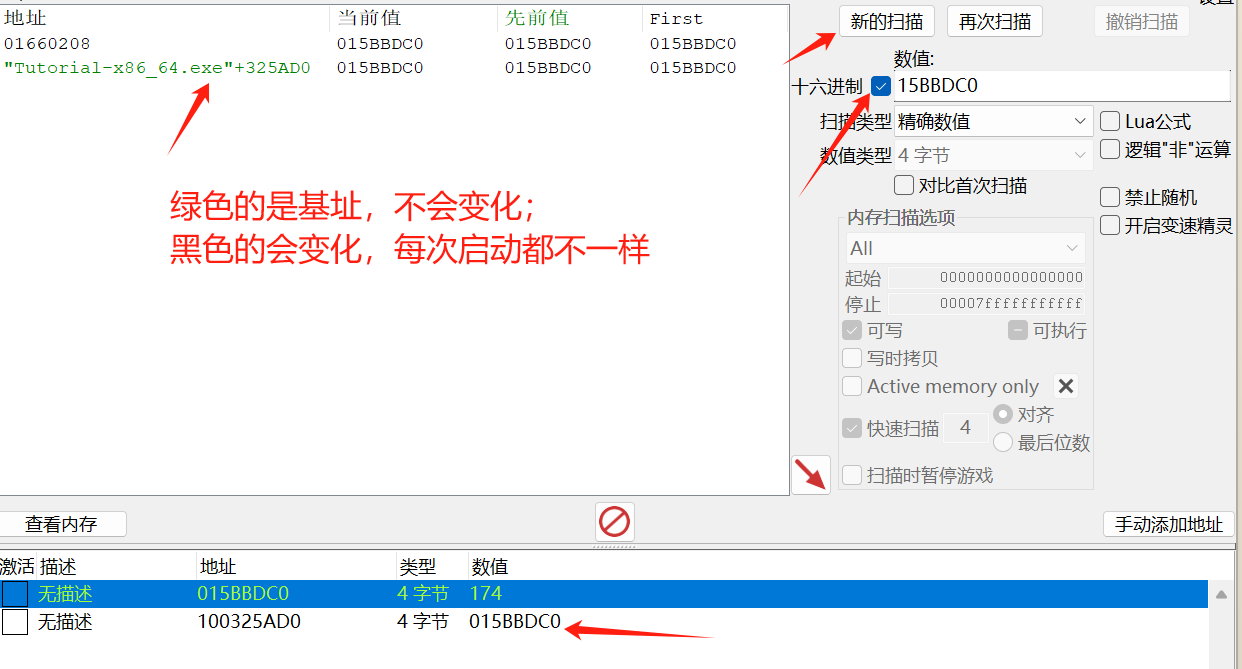 地址 当前值 先前值 First
01660208 015BBDC0 015BBDC0 015BBDC0
"Tutorial-x86_64.exe"+325AD0 015BBDC0 015BBDC0 015BBDC0
绿色的是基址，不会变化；
黑色的会变化，每次启动都不一样
新的扫描 再次扫描 撤销扫描
数值:
十六进制 15BBDC0
扫描类型 精确数值 Lua公式
数值类型 4 字节 逻辑"非"运算
对比首次扫描
禁止随机
内存扫描选项
开启变速精灵
All
起始 0000000000000000
停止 00007fffffffffff
可写 可执行
写时拷贝
Active memory only
快速扫描 4 对齐
最后位数
扫描时暂停游戏
查看内存 手动添加地址
激活 描述 地址 类型 数值
无描述 015BBDC0 4 字节 174
无描述 100325AD0 4 字节 015BBDC0